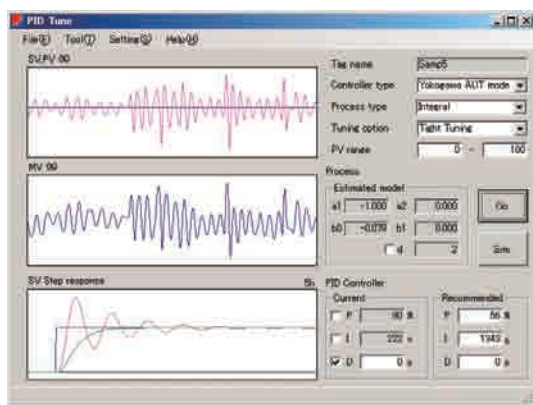 PID Tune
File(F) Tool(T) Setting(S) Help(H)
SV,PV 00
Tag name Samp5
Controller type Yokogawa AUT mode
Process type Integral
Tuning option Tight Tuning
PV range 0 - 100
MV 00
Process
Estimated model
a1 -1.000 a2 0.000
b0 -0.079 b1 0.000
d 2
Go
Sim
SV Step response 5h
PID Controller
Current Recommended
P 80 % P 56 %
I 222 s I 1343 s
D 0 s D 0 s